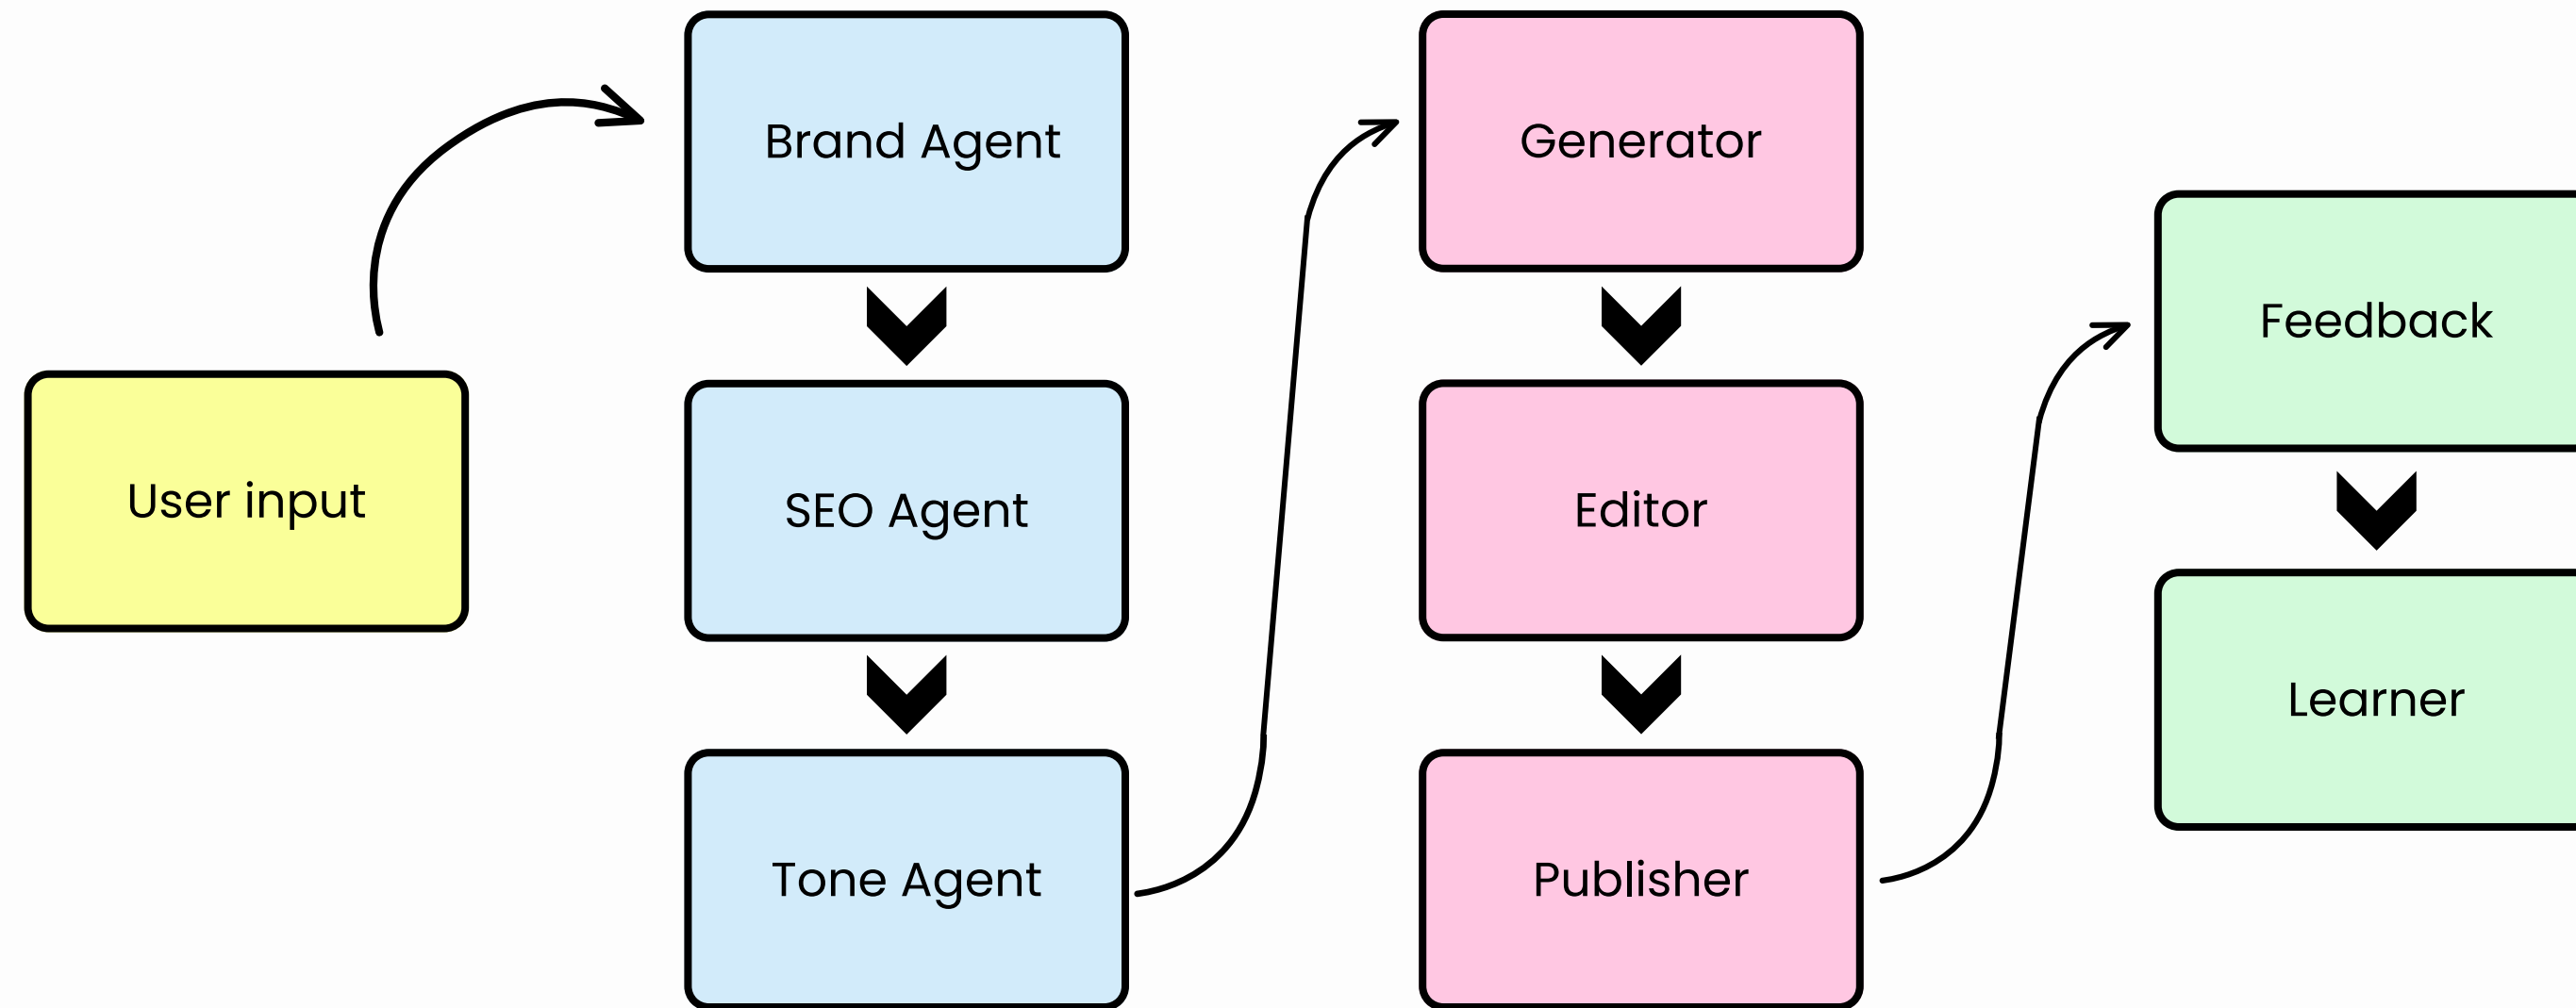 User input
Brand Agent
SEO Agent
Tone Agent
Generator
Editor
Publisher
Feedback
Learner